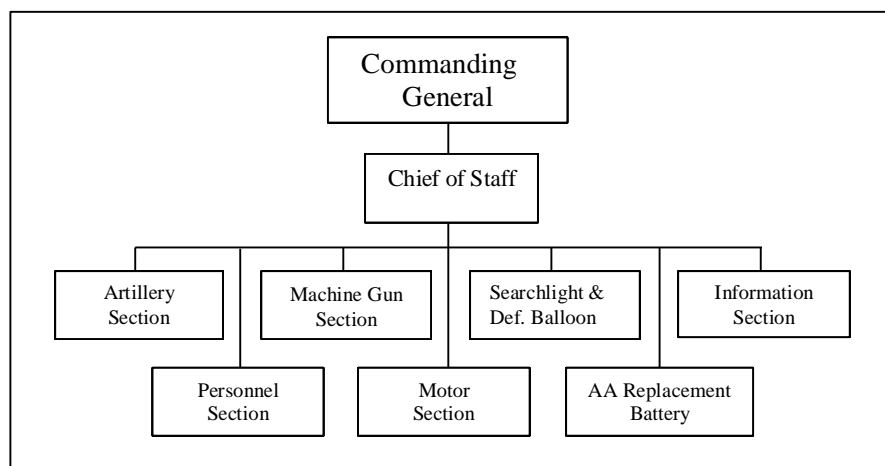 Commanding
General
Chief of Staff
Artillery
Section
Machine Gun
Section
Searchlight &
Def. Balloon
Information
Section
Personnel
Section
Motor
Section
AA Replacement
Battery